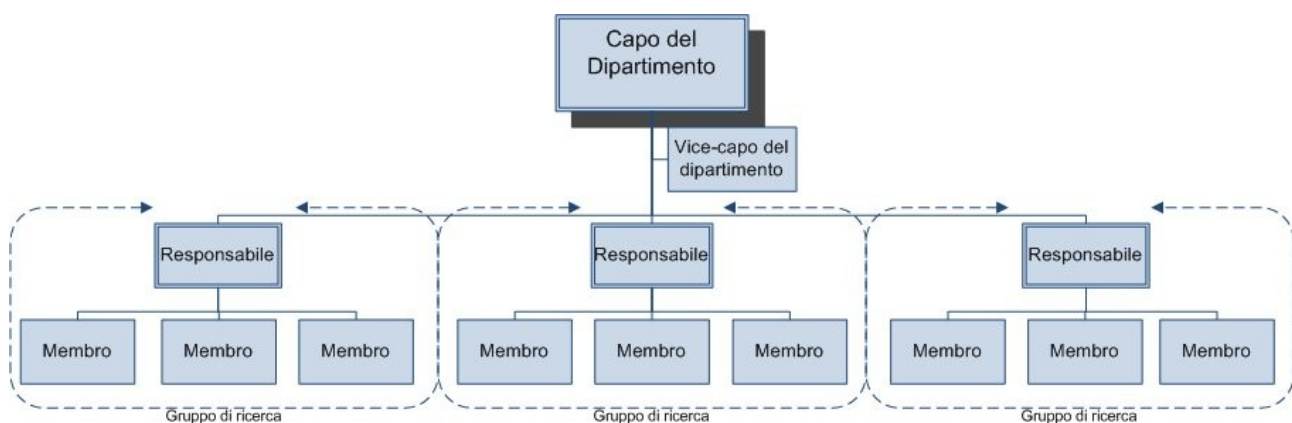 Capo del
Dipartimento
Vice-capo del
dipartimento
Responsabile
Responsabile
Responsabile
Membro
Membro
Membro
Membro
Membro
Membro
Membro
Membro
Membro
Gruppo di ricerca
Gruppo di ricerca
Gruppo di ricerca